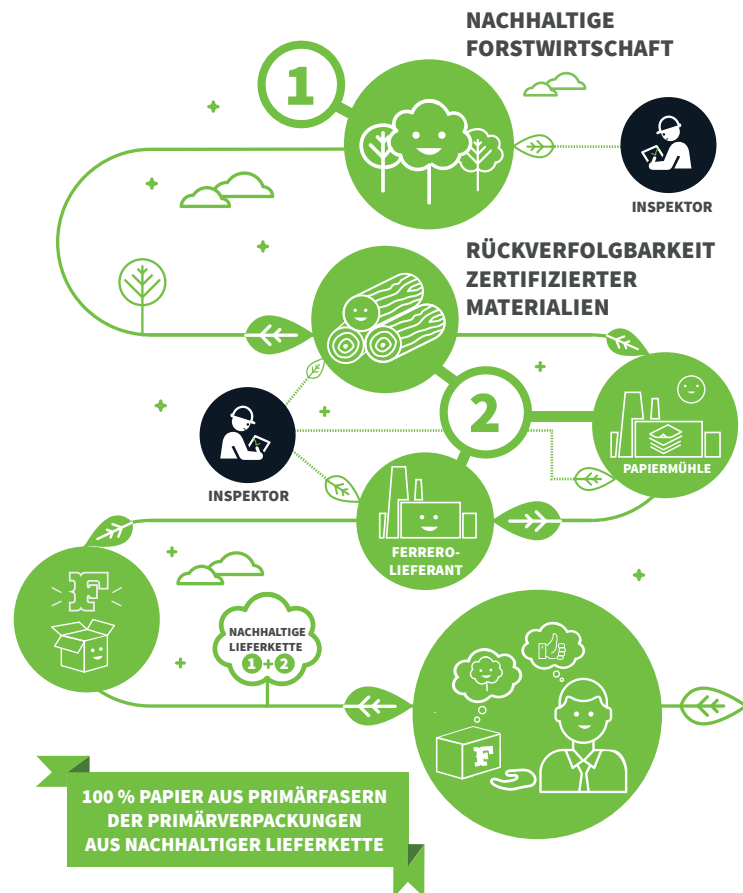 NACHHALTIGE
FORSTWIRTSCHAFT
1
INSPEKTOR
RÜCKVERFOLGBARKEIT
ZERTIFIZIERTER
MATERIALIEN
2
PAPIERMÜHLE
INSPEKTOR
FERRERO-
LIEFERANT
F
NACHHALTIGE
LIEFERKETTE
1+2
F
100 % PAPIER AUS PRIMÄRFASERN
DER PRIMÄRVERPACKUNGEN
AUS NACHHALTIGER LIEFERKETTE